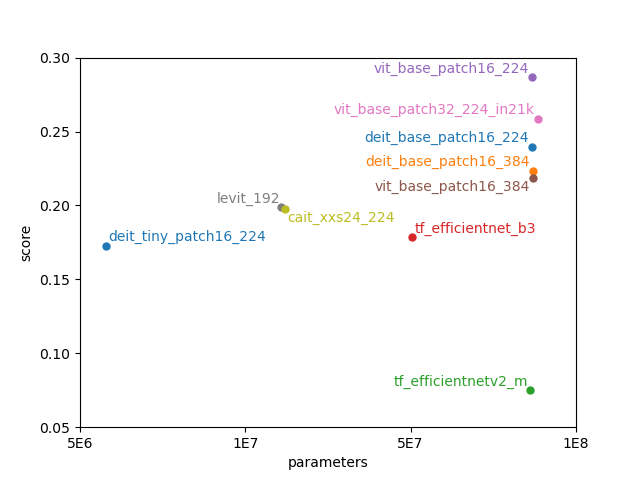 0.30
vit_base_patch16_224
vit_base_patch32_224_in21k
0.25
deit_base_patch16_224
deit_base_patch16_384
vit_base_patch16_384
levit_192
0.20
cait_xxs24_224
tf_efficientnet_b3
deit_tiny_patch16_224
score
0.15
0.10
tf_efficientnetv2_m
0.05
5E6 1E7 5E7 1E8
parameters